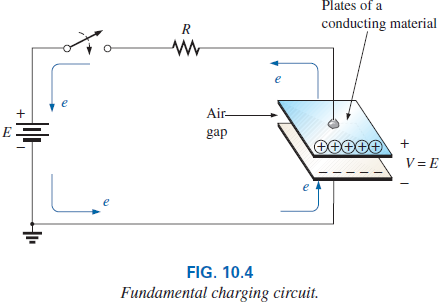 Plates of a
conducting material
R
e
e
Air
gap
+
E
−
+++++
+
V = E
− − − − −
−
e
e
FIG. 10.4
Fundamental charging circuit.